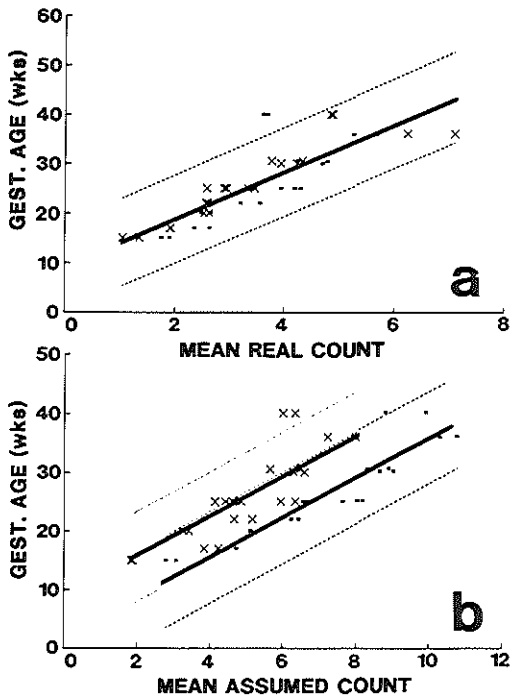 60
50
40
30
20
10
0
GEST. AGE (wks)
a
0 2 4 6 8
MEAN REAL COUNT
50
40
30
20
10
0
GEST. AGE (wks)
b
0 2 4 6 8 10 12
MEAN ASSUMED COUNT